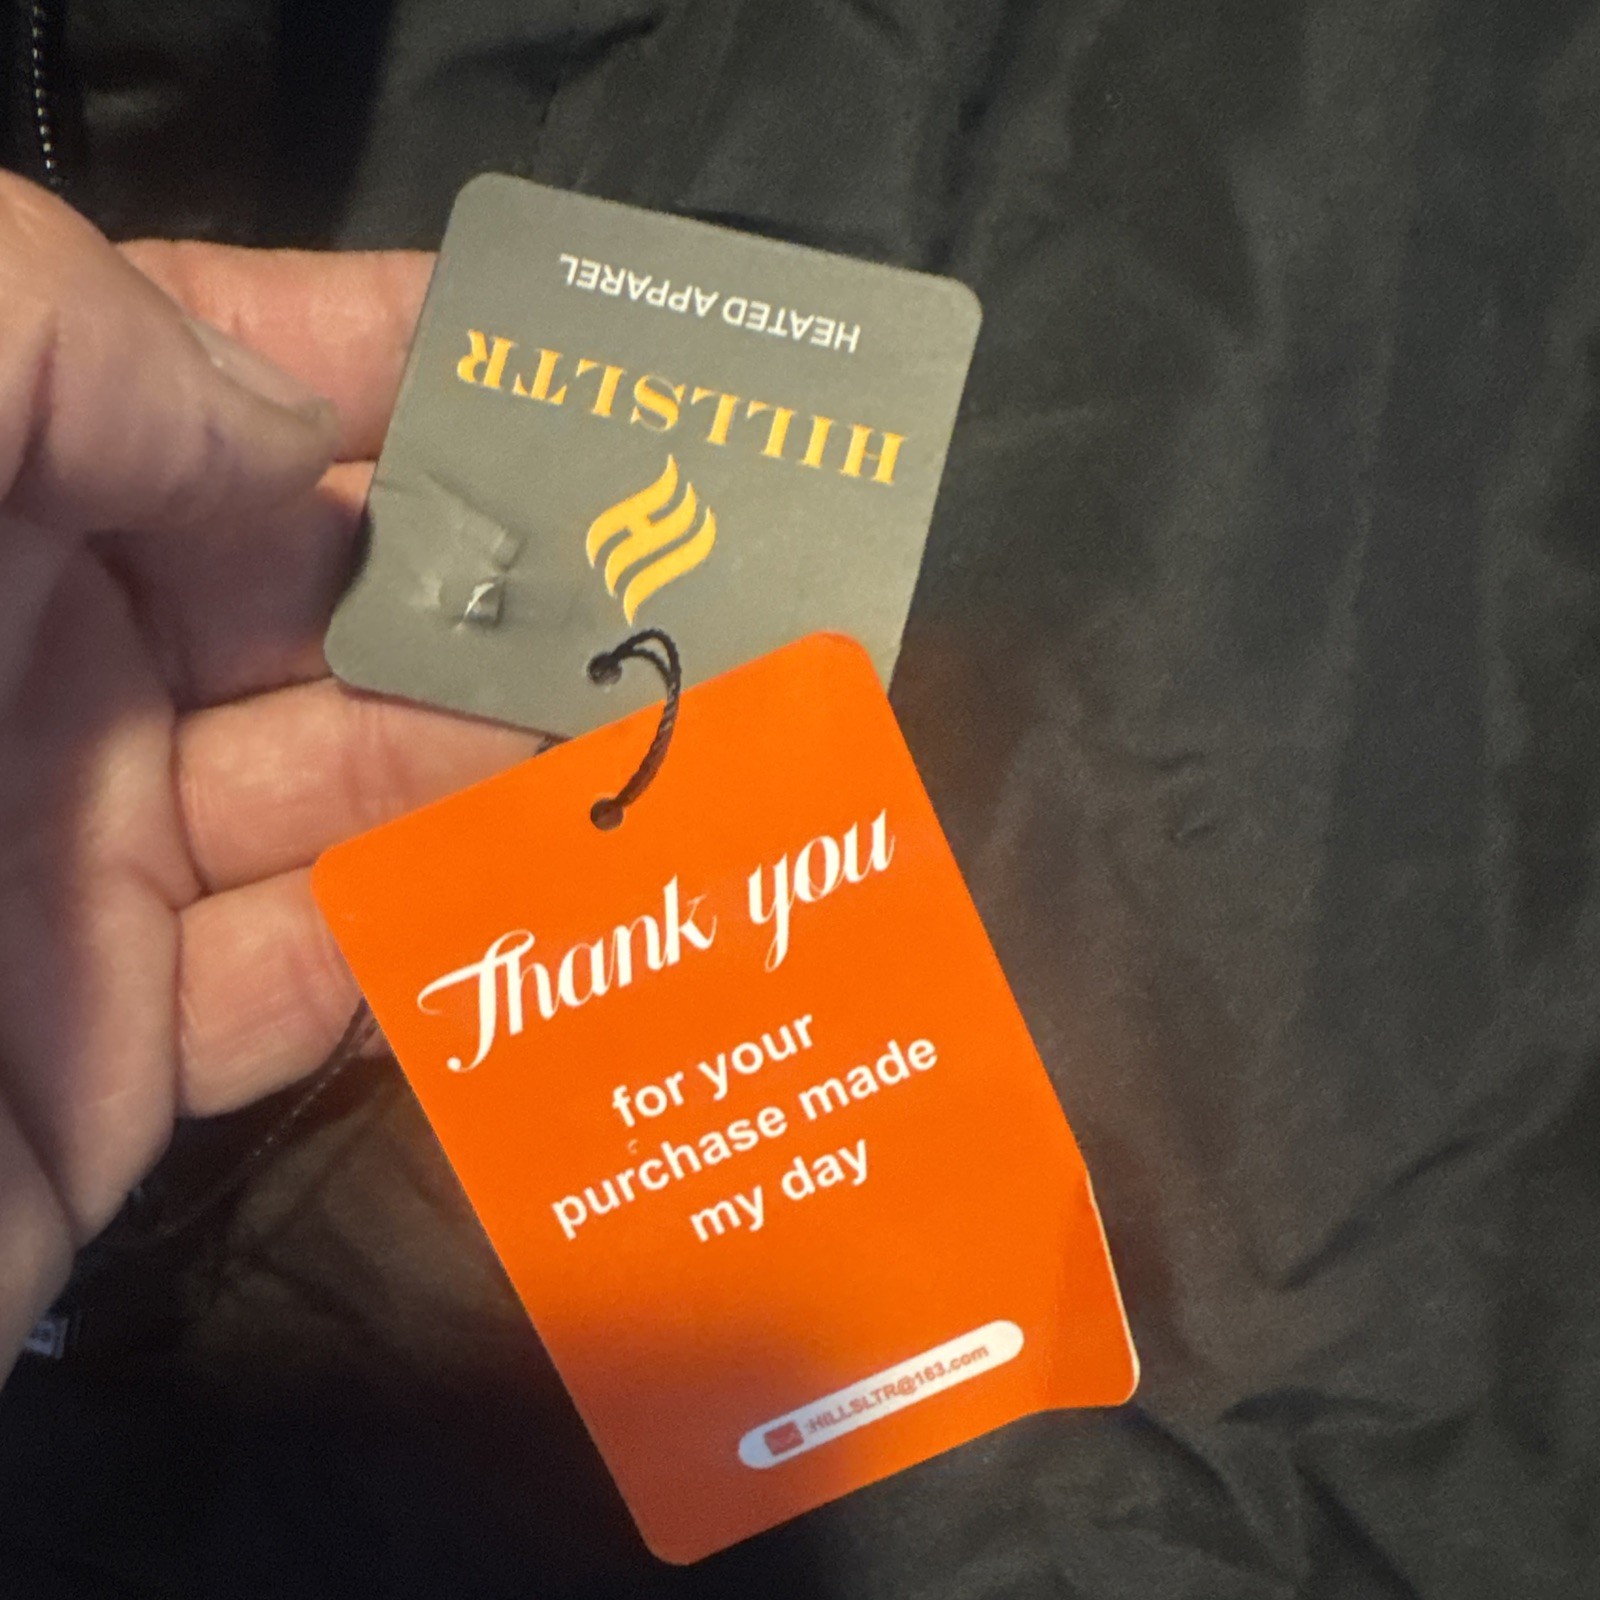 HEATED APPAREL
HILLSLTR
Thank you
for your
purchase made
my day
:HILLSLTR@163.com